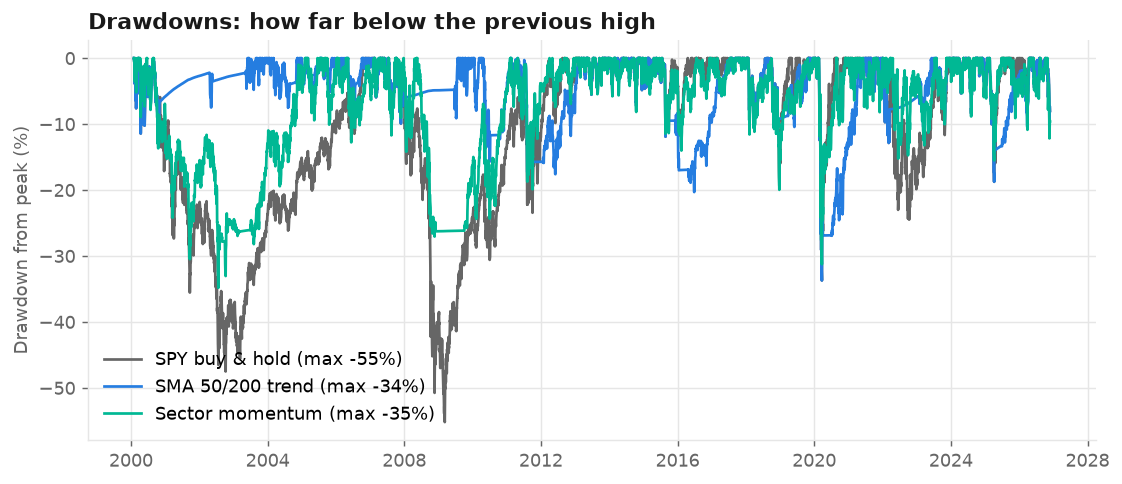 Drawdowns: how far below the previous high
Drawdown from peak (%)
0
−10
−20
−30
−40
−50
SPY buy & hold (max -55%)
SMA 50/200 trend (max -34%)
Sector momentum (max -35%)
2000 2004 2008 2012 2016 2020 2024 2028